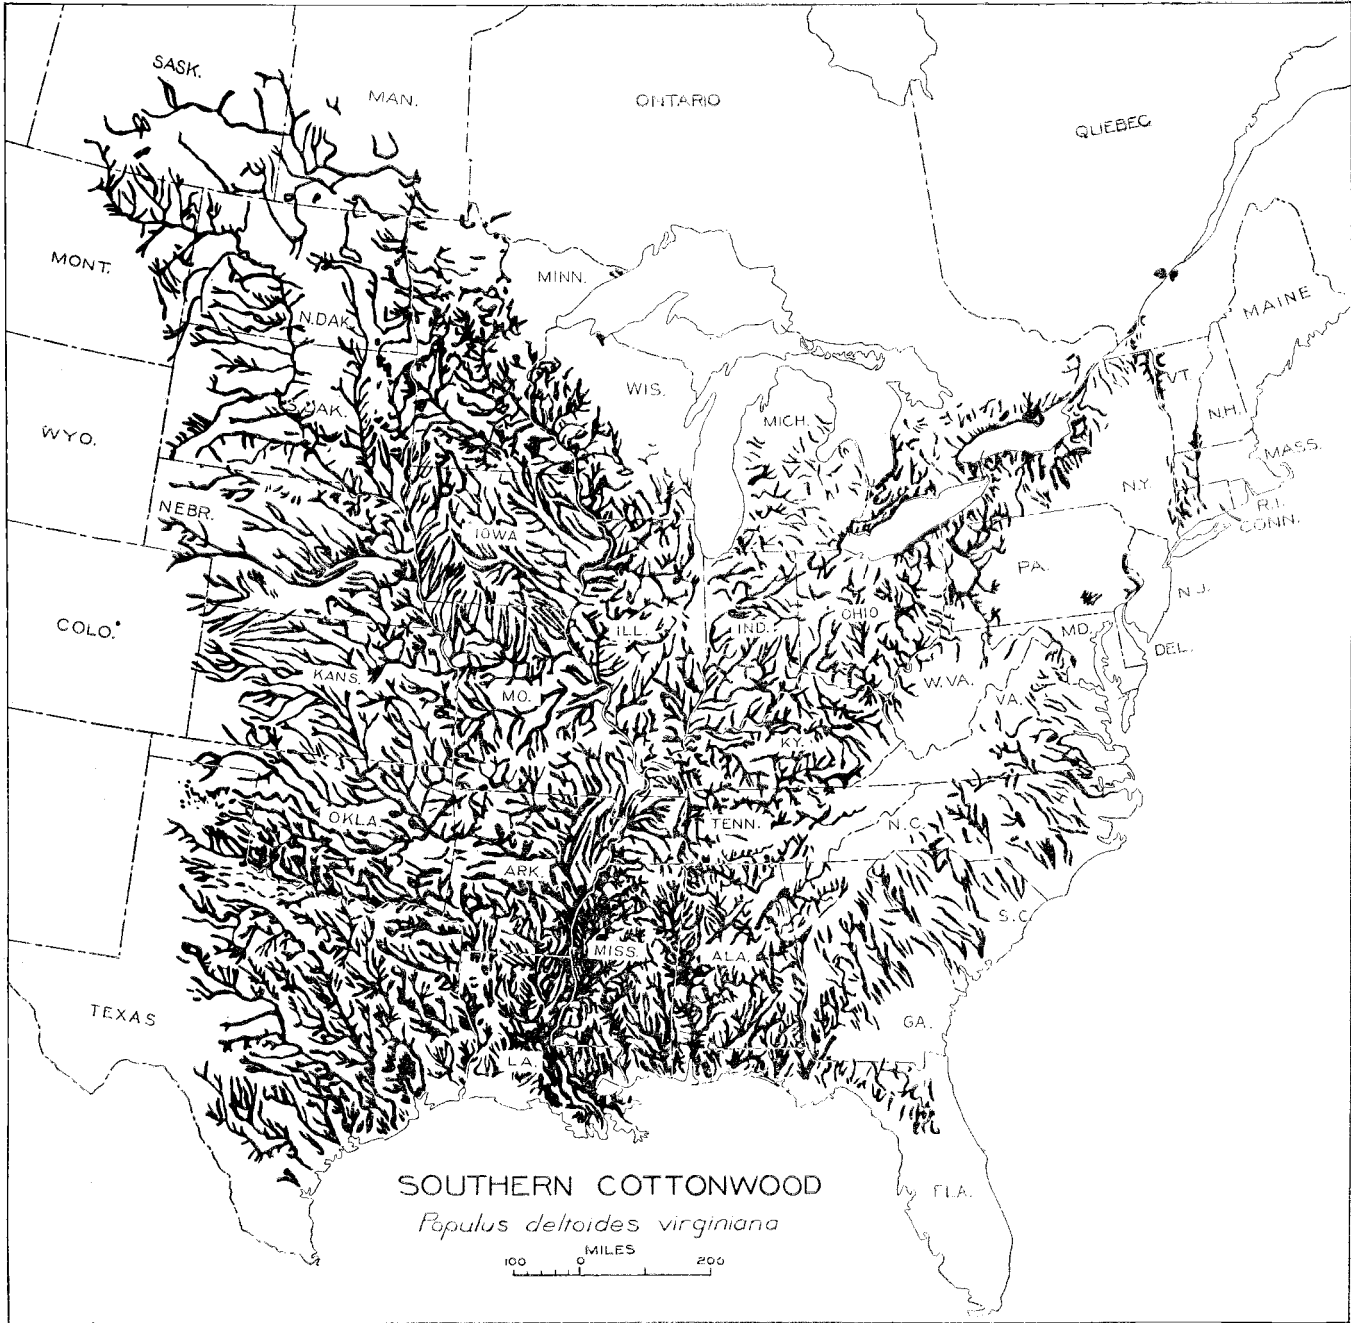 SASK.
MAN.
ONTARIO
QUEBEC
MONT.
MINN.
MAINE
N.DAK.
WIS.
MICH.
VT.
N.H.
WYO.
S.DAK.
MASS.
N.Y.
NEBR.
IOWA
R.I.
CONN.
PA.
N.J.
COLO.
ILL.
IND.
OHIO
MD.
DEL.
KANS.
MO.
W.VA.
VA.
KY.
OKLA.
TENN.
N.C.
ARK.
S.C.
MISS.
ALA.
TEXAS
GA.
LA.
FLA.
SOUTHERN COTTONWOOD
Populus deltoides virginiana
MILES
100 0 200